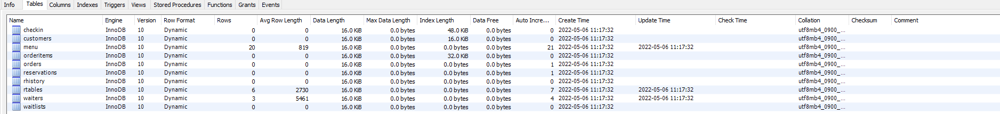 Info Tables Columns Indexes Triggers Views Stored Procedures Functions Grants Events
Name Engine Version Row Format Rows Avg Row Length Data Length Max Data Length Index Length Data Free Auto Incre... Create Time Update Time Check Time Collation Checksum Comment
checkin InnoDB 10 Dynamic 0 0 16.0 KiB 0.0 bytes 48.0 KiB 0.0 bytes 0 2022-05-06 11:17:32 utf8mb4_0900_...
customers InnoDB 10 Dynamic 0 0 16.0 KiB 0.0 bytes 16.0 KiB 0.0 bytes 0 2022-05-06 11:17:32 utf8mb4_0900_...
menu InnoDB 10 Dynamic 20 819 16.0 KiB 0.0 bytes 0.0 bytes 0.0 bytes 21 2022-05-06 11:17:32 2022-05-06 11:17:32 utf8mb4_0900_...
orderitems InnoDB 10 Dynamic 0 0 16.0 KiB 0.0 bytes 32.0 KiB 0.0 bytes 0 2022-05-06 11:17:32 utf8mb4_0900_...
orders InnoDB 10 Dynamic 0 0 16.0 KiB 0.0 bytes 0.0 bytes 0.0 bytes 1 2022-05-06 11:17:32 utf8mb4_0900_...
reservations InnoDB 10 Dynamic 0 0 16.0 KiB 0.0 bytes 0.0 bytes 0.0 bytes 1 2022-05-06 11:17:32 utf8mb4_0900_...
rhistory InnoDB 10 Dynamic 0 0 16.0 KiB 0.0 bytes 0.0 bytes 0.0 bytes 0 2022-05-06 11:17:32 utf8mb4_0900_...
rtables InnoDB 10 Dynamic 6 2730 16.0 KiB 0.0 bytes 0.0 bytes 0.0 bytes 7 2022-05-06 11:17:32 2022-05-06 11:17:32 utf8mb4_0900_...
waiters InnoDB 10 Dynamic 3 5461 16.0 KiB 0.0 bytes 0.0 bytes 0.0 bytes 4 2022-05-06 11:17:32 2022-05-06 11:17:32 utf8mb4_0900_...
waitlists InnoDB 10 Dynamic 0 0 16.0 KiB 0.0 bytes 0.0 bytes 0.0 bytes 0 2022-05-06 11:17:32 utf8mb4_0900_...